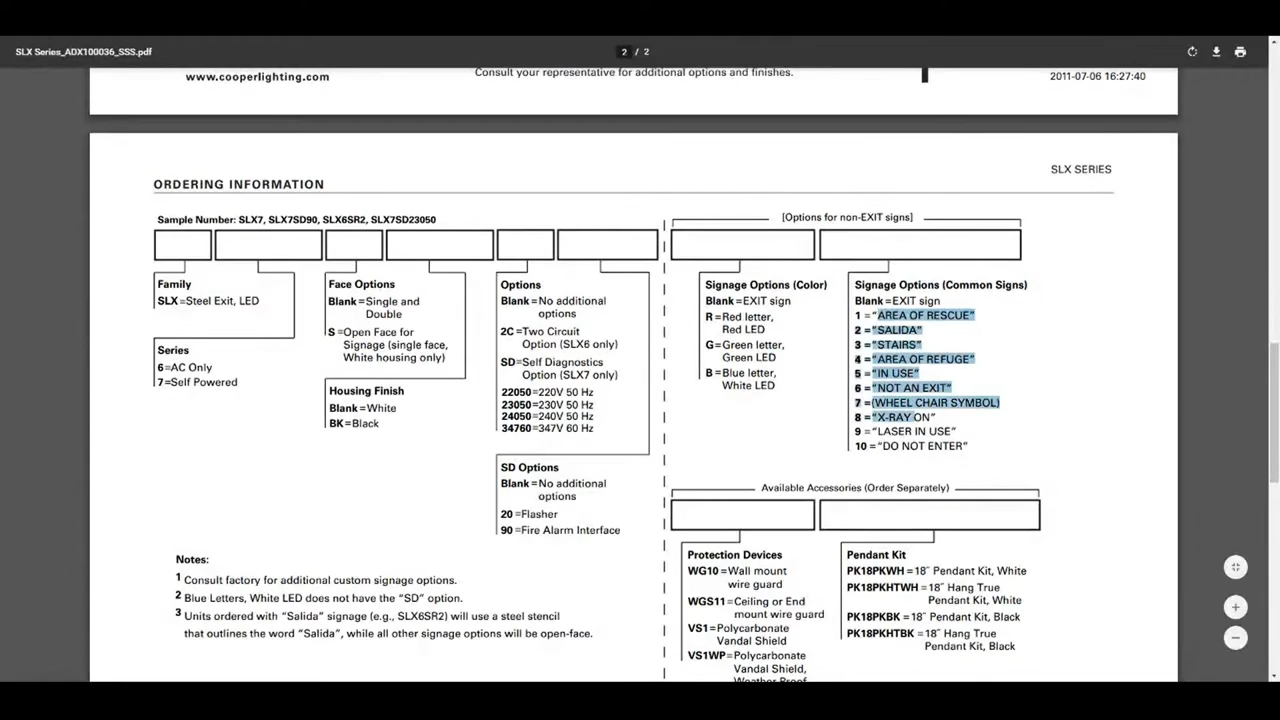 SLX Series_ADX100036_SSS.pdf
2 / 2
www.cooperlighting.com
Consult your representative for additional options and finishes.
2011-07-06 16:27:40
SLX SERIES
ORDERING INFORMATION
Sample Number: SLX7, SLX7SD90, SLX6SR2, SLX7SD23050
[Options for non-EXIT signs]
Family
SLX=Steel Exit, LED
Series
6=AC Only
7=Self Powered
Face Options
Blank=Single and
Double
S=Open Face for
Signage (single face,
White housing only)
Housing Finish
Blank=White
BK=Black
Options
Blank=No additional
options
2C=Two Circuit
Option (SLX6 only)
SD=Self Diagnostics
Option (SLX7 only)
22050=220V 50 Hz
23050=230V 50 Hz
24050=240V 50 Hz
34760=347V 60 Hz
SD Options
Blank=No additional
options
20=Flasher
90=Fire Alarm Interface
Signage Options (Color)
Blank=EXIT sign
R=Red letter,
Red LED
G=Green letter,
Green LED
B=Blue letter,
White LED
Signage Options (Common Signs)
Blank=EXIT sign
1 =“AREA OF RESCUE”
2 =“SALIDA”
3 =“STAIRS”
4 =“AREA OF REFUGE”
5 =“IN USE”
6 =“NOT AN EXIT”
7 =(WHEEL CHAIR SYMBOL)
8 =“X-RAY ON”
9 =“LASER IN USE”
10 =“DO NOT ENTER”
Available Accessories (Order Separately)
Protection Devices
WG10=Wall mount
wire guard
WGS11=Ceiling or End
mount wire guard
VS1=Polycarbonate
Vandal Shield
VS1WP=Polycarbonate
Vandal Shield,
Weather Proof
Pendant Kit
PK18PKWH =18″ Pendant Kit, White
PK18PKHTWH =18″ Hang True
Pendant Kit, White
PK18PKBK =18″ Pendant Kit, Black
PK18PKHTBK =18″ Hang True
Pendant Kit, Black
Notes:
1 Consult factory for additional custom signage options.
2 Blue Letters, White LED does not have the “SD” option.
3 Units ordered with “Salida” signage (e.g., SLX6SR2) will use a steel stencil
that outlines the word “Salida”, while all other signage options will be open-face.